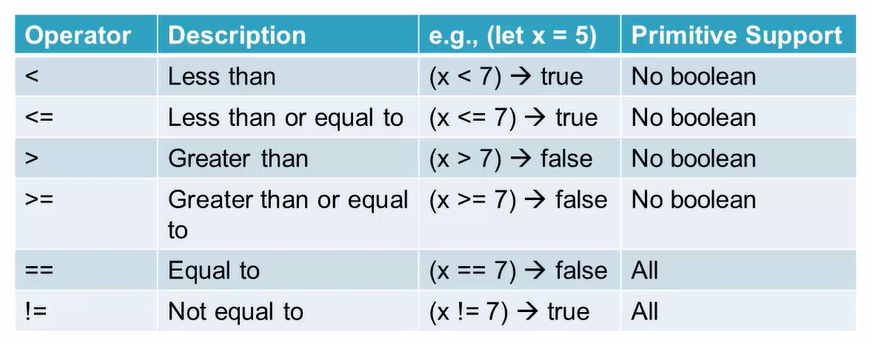 Operator Description e.g., (let x = 5) Primitive Support
< Less than (x < 7) → true No boolean
<= Less than or equal to (x <= 7) → true No boolean
> Greater than (x > 7) → false No boolean
>= Greater than or equal (x >= 7) → false No boolean
to
== Equal to (x == 7) → false All
!= Not equal to (x != 7) → true All